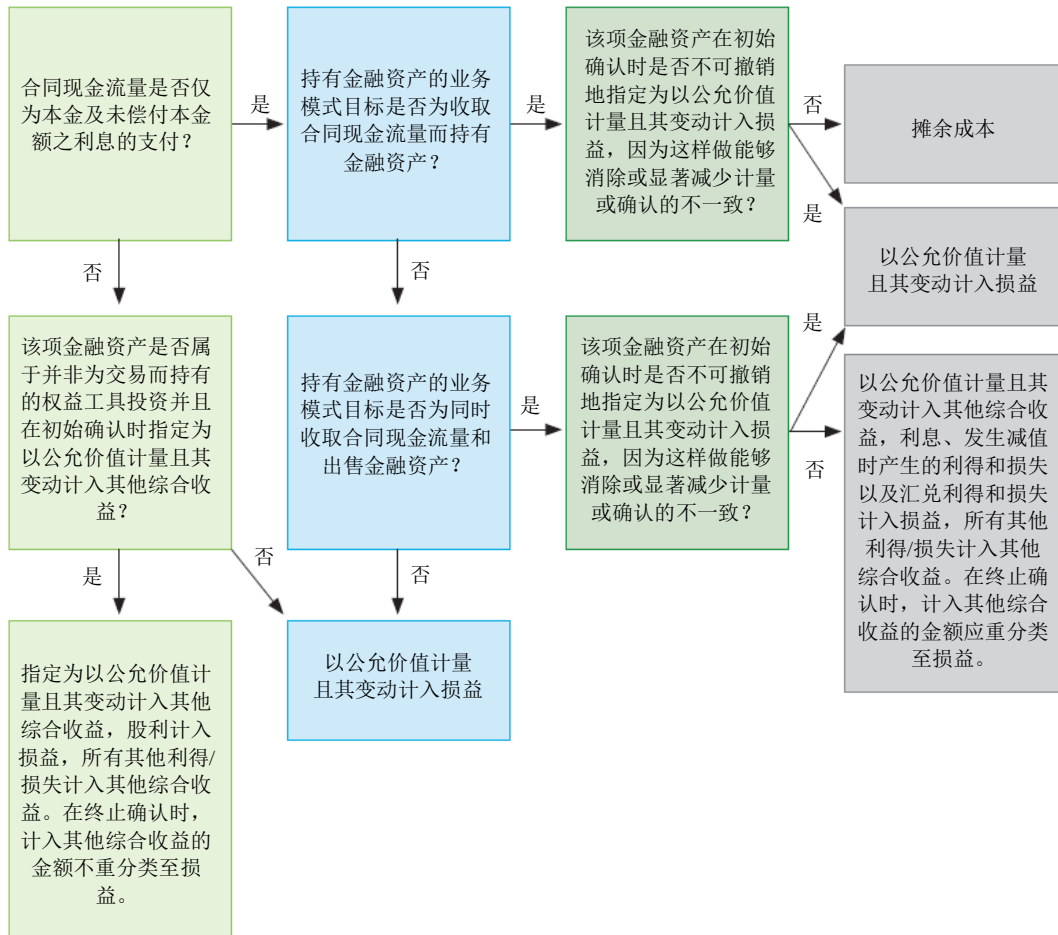 合同现金流量是否仅
为本金及未偿付本金
额之利息的支付？
是
持有金融资产的业务
模式目标是否为收取
合同现金流量而持有
金融资产？
是
该项金融资产在初始
确认时是否不可撤销
地指定为以公允价值
计量且其变动计入损
益，因为这样做能够
消除或显著减少计量
或确认的不一致？
否
摊余成本
是
以公允价值计量
且其变动计入损益
否
否
该项金融资产是否属
于并非为交易而持有
的权益工具投资并且
在初始确认时指定为
以公允价值计量且其
变动计入其他综合收
益？
持有金融资产的业务
模式目标是否为同时
收取合同现金流量和
出售金融资产？
是
该项金融资产在初始
确认时是否不可撤销
地指定为以公允价值
计量且其变动计入损
益，因为这样做能够
消除或显著减少计量
或确认的不一致？
是
否
以公允价值计量且其
变动计入其他综合收
益，利息、发生减值
时产生的利得和损失
以及汇兑利得和损失
计入损益，所有其他
利得/损失计入其他
综合收益。在终止确
认时，计入其他综合
收益的金额应重分类
至损益。
是
否
否
指定为以公允价值计
量且其变动计入其他
综合收益，股利计入
损益，所有其他利得/
损失计入其他综合收
益。在终止确认时，
计入其他综合收益的
金额不重分类至损
益。
以公允价值计量
且其变动计入损益